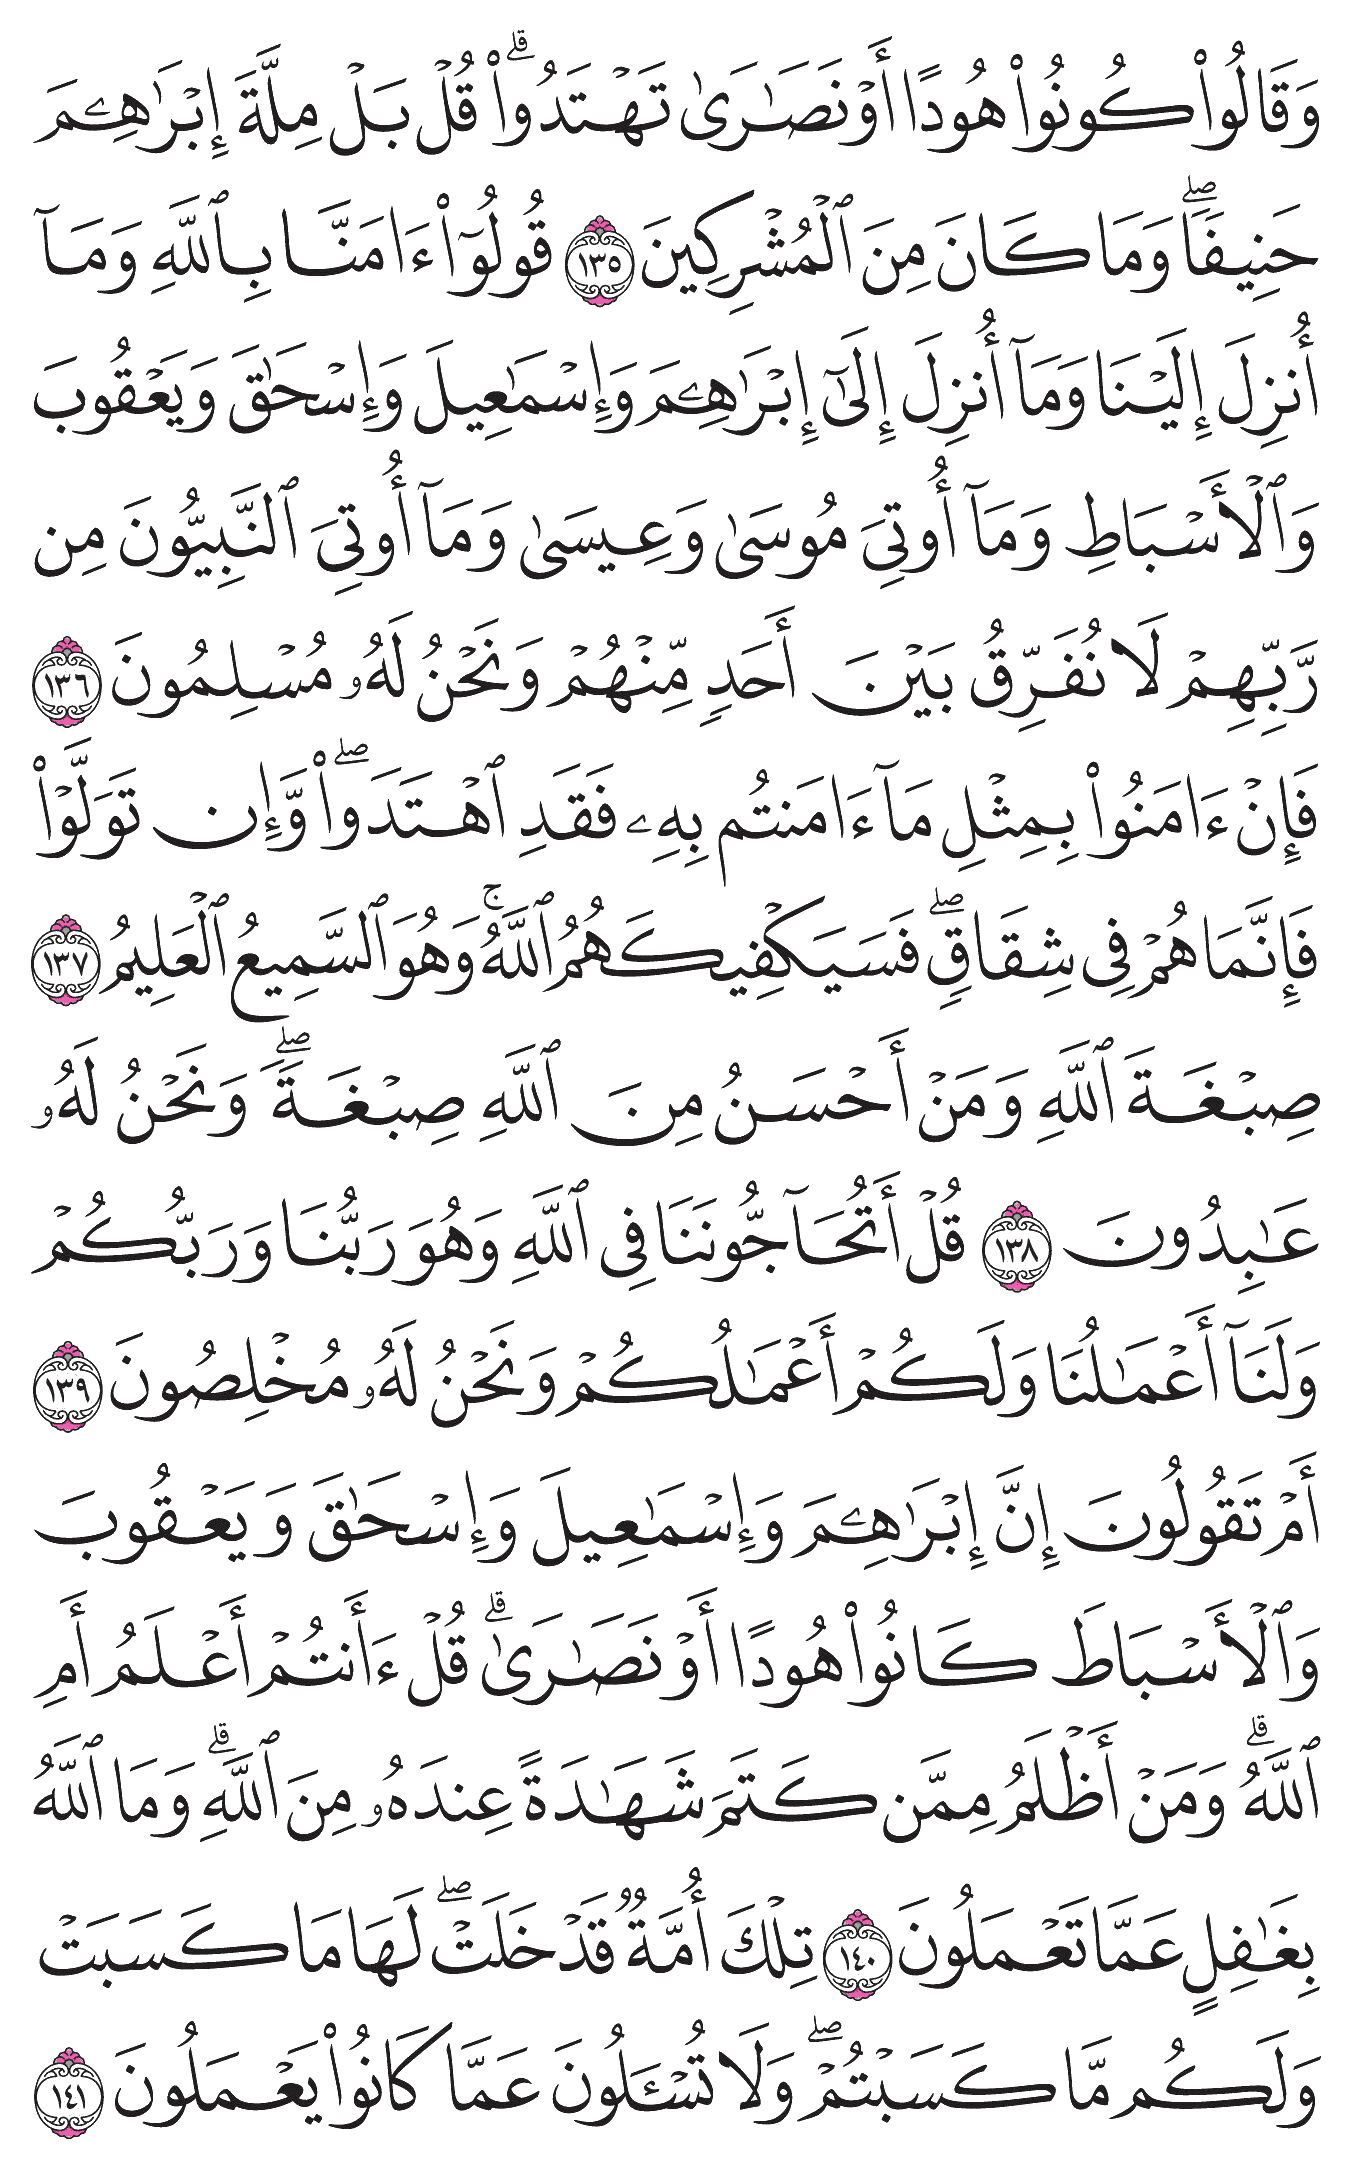 وَقَالُوا۟ كُونُوا۟ هُودًا أَوْ نَصَـٰرَىٰ تَهْتَدُوا۟ ۗ قُلْ بَلْ مِلَّةَ إِبْرَٰهِـۧمَ
حَنِيفًا ۖ وَمَا كَانَ مِنَ ٱلْمُشْرِكِينَ ١٣٥ قُولُوٓا۟ ءَامَنَّا بِٱللَّهِ وَمَآ
أُنزِلَ إِلَيْنَا وَمَآ أُنزِلَ إِلَىٰٓ إِبْرَٰهِـۧمَ وَإِسْمَـٰعِيلَ وَإِسْحَـٰقَ وَيَعْقُوبَ
وَٱلْأَسْبَاطِ وَمَآ أُوتِىَ مُوسَىٰ وَعِيسَىٰ وَمَآ أُوتِىَ ٱلنَّبِيُّونَ مِن
رَّبِّهِمْ لَا نُفَرِّقُ بَيْنَ أَحَدٍ مِّنْهُمْ وَنَحْنُ لَهُۥ مُسْلِمُونَ ١٣٦
فَإِنْ ءَامَنُوا۟ بِمِثْلِ مَآ ءَامَنتُم بِهِۦ فَقَدِ ٱهْتَدَوا۟ ۖ وَّإِن تَوَلَّوْا۟
فَإِنَّمَا هُمْ فِى شِقَاقٍ ۖ فَسَيَكْفِيكَهُمُ ٱللَّهُ ۚ وَهُوَ ٱلسَّمِيعُ ٱلْعَلِيمُ ١٣٧
صِبْغَةَ ٱللَّهِ وَمَنْ أَحْسَنُ مِنَ ٱللَّهِ صِبْغَةً ۖ وَنَحْنُ لَهُۥ
عَـٰبِدُونَ ١٣٨ قُلْ أَتُحَآجُّونَنَا فِى ٱللَّهِ وَهُوَ رَبُّنَا وَرَبُّكُمْ
وَلَنَآ أَعْمَـٰلُنَا وَلَكُمْ أَعْمَـٰلُكُمْ وَنَحْنُ لَهُۥ مُخْلِصُونَ ١٣٩
أَمْ تَقُولُونَ إِنَّ إِبْرَٰهِـۧمَ وَإِسْمَـٰعِيلَ وَإِسْحَـٰقَ وَيَعْقُوبَ
وَٱلْأَسْبَاطَ كَانُوا۟ هُودًا أَوْ نَصَـٰرَىٰ ۗ قُلْ ءَأَنتُمْ أَعْلَمُ أَمِ
ٱللَّهُ ۗ وَمَنْ أَظْلَمُ مِمَّن كَتَمَ شَهَـٰدَةً عِندَهُۥ مِنَ ٱللَّهِ ۗ وَمَا ٱللَّهُ
بِغَـٰفِلٍ عَمَّا تَعْمَلُونَ ١٤٠ تِلْكَ أُمَّةٌ قَدْ خَلَتْ ۖ لَهَا مَا كَسَبَتْ
وَلَكُم مَّا كَسَبْتُمْ ۖ وَلَا تُسْـَٔلُونَ عَمَّا كَانُوا۟ يَعْمَلُونَ ١٤١